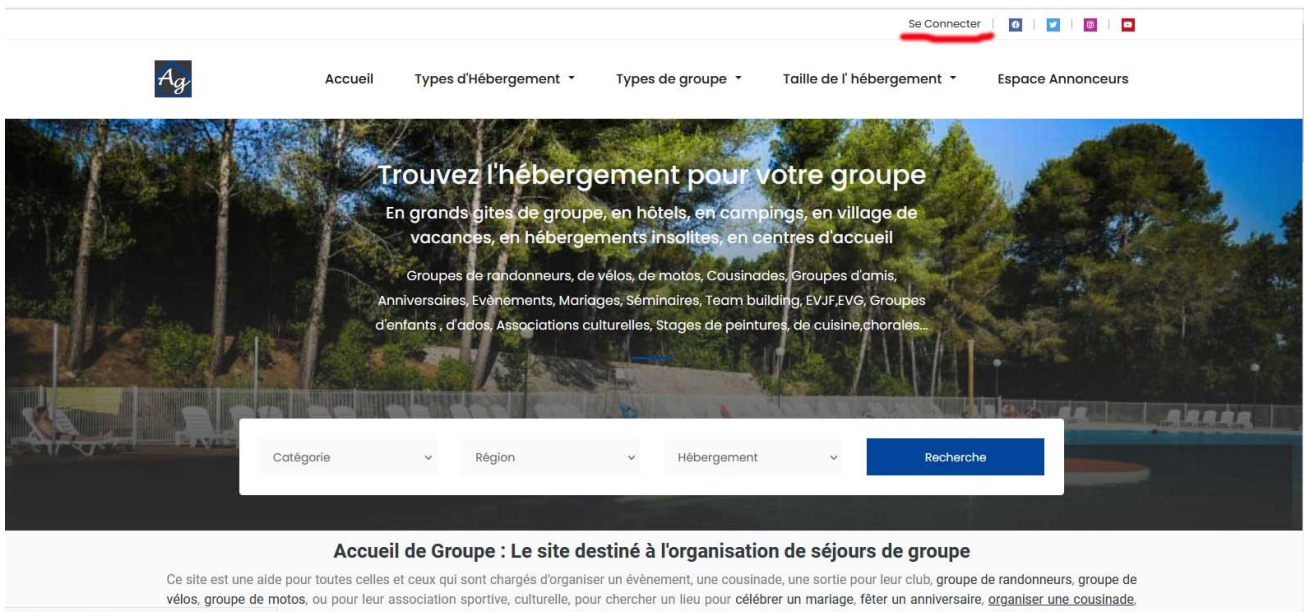 Se Connecter
Ag
Accueil Types d'Hébergement Types de groupe Taille de l' hébergement Espace Annonceurs
Trouvez l'hébergement pour votre groupe
En grands gites de groupe, en hôtels, en campings, en village de
vacances, en hébergements insolites, en centres d'accueil
Groupes de randonneurs, de vélos, de motos, Cousinades, Groupes d'amis,
Anniversaires, Evènements, Mariages, Séminaires, Team building, EVJF,EVG, Groupes
d'enfants , d'ados, Associations culturelles, Stages de peintures, de cuisine,chorales...
Catégorie Région Hébergement Recherche
Accueil de Groupe : Le site destiné à l'organisation de séjours de groupe
Ce site est une aide pour toutes celles et ceux qui sont chargés d'organiser un évènement, une cousinade, une sortie pour leur club, groupe de randonneurs, groupe de
vélos, groupe de motos, ou pour leur association sportive, culturelle, pour chercher un lieu pour célébrer un mariage, fêter un anniversaire, organiser une cousinade,